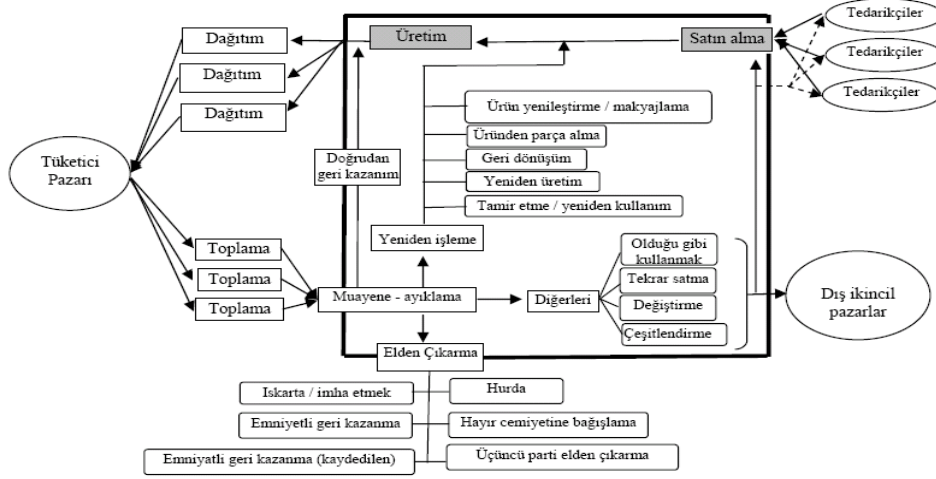 Dağıtım
Üretim
Satın alma
Tedarikçiler
Dağıtım
Tedarikçiler
Dağıtım
Tedarikçiler
Ürün yenileştirme / makyajlama
Üründen parça alma
Tüketici
Pazarı
Doğrudan
geri kazanım
Geri dönüşüm
Yeniden üretim
Tamir etme / yeniden kullanım
Yeniden işleme
Toplama
Toplama
Toplama
Muayene - ayıklama
Diğerleri
Olduğu gibi
kullanmak
Tekrar satma
Değiştirme
Çeşitlendirme
Dış ikincil
pazarlar
Elden Çıkarma
Iskarta / imha etmek
Hurda
Emniyetli geri kazanma
Hayır cemiyetine bağışlama
Emniyatli geri kazanma (kaydedilen)
Üçüncü parti elden çıkarma